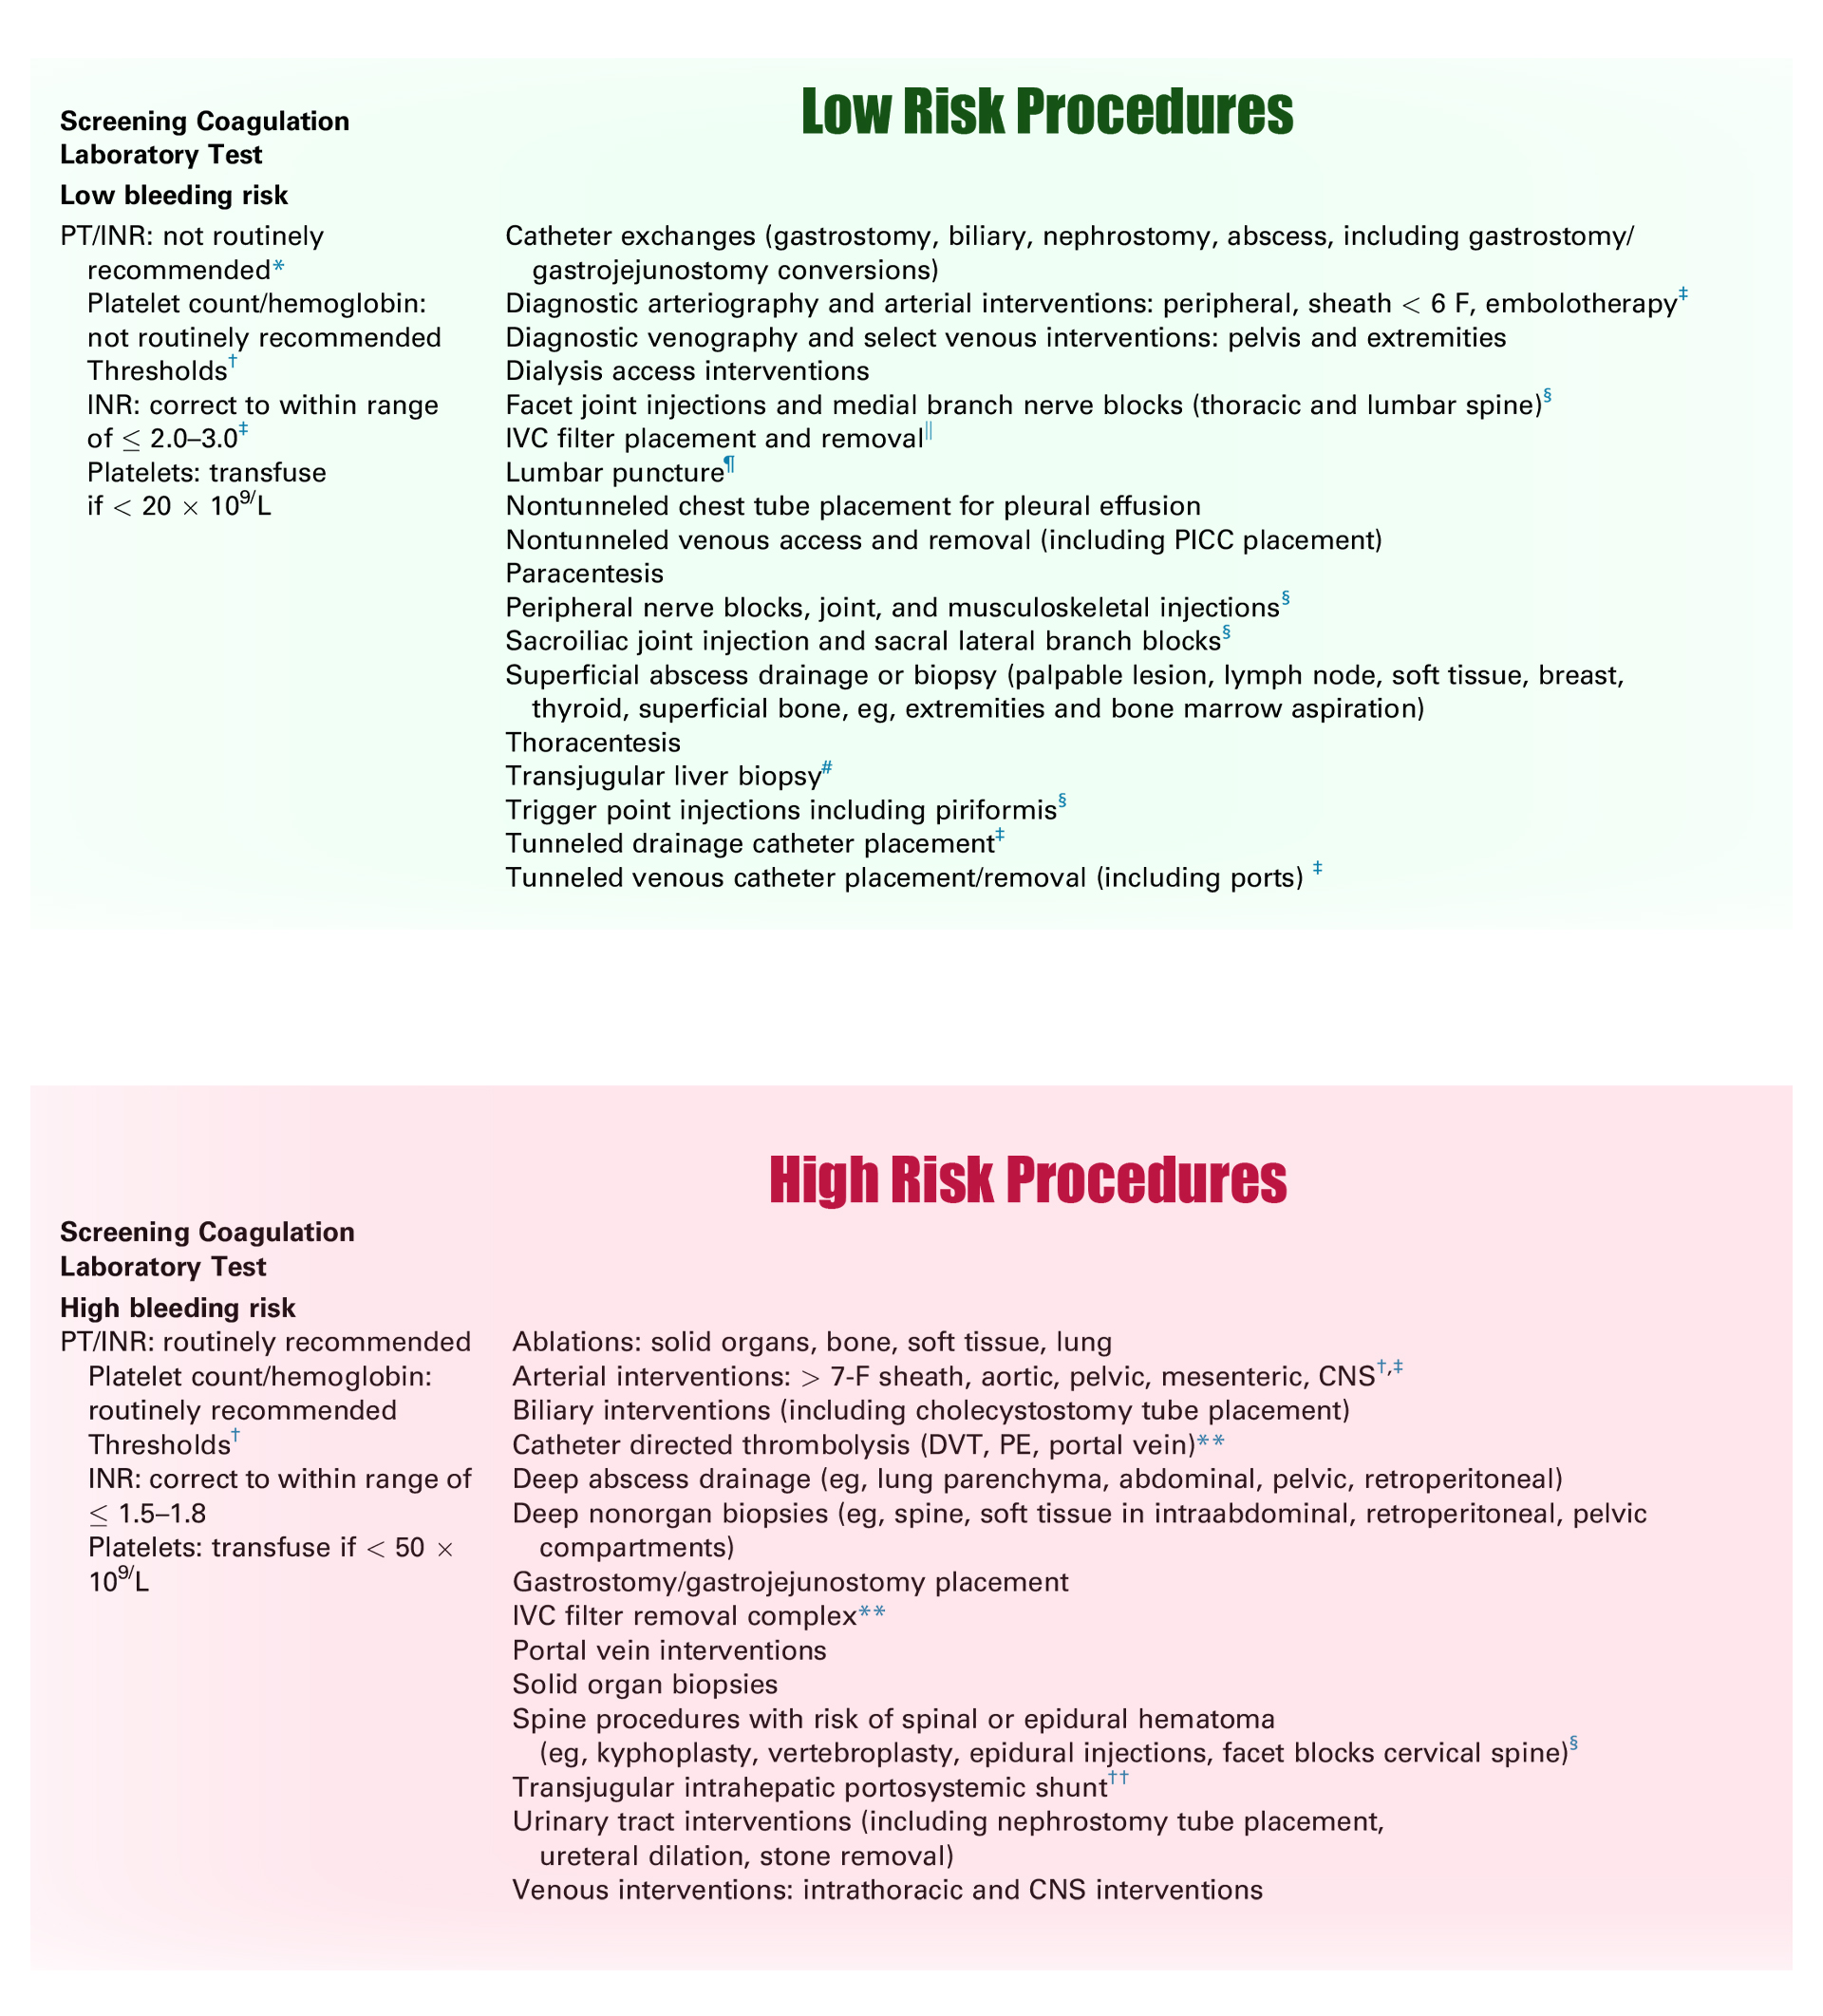 Low Risk Procedures
Screening Coagulation
Laboratory Test
Low bleeding risk
PT/INR: not routinely
recommended*
Platelet count/hemoglobin:
not routinely recommended
Thresholds†
INR: correct to within range
of ≤ 2.0–3.0‡
Platelets: transfuse
if < 20 × 10⁹/L
Catheter exchanges (gastrostomy, biliary, nephrostomy, abscess, including gastrostomy/
gastrojejunostomy conversions)
Diagnostic arteriography and arterial interventions: peripheral, sheath < 6 F, embolotherapy‡
Diagnostic venography and select venous interventions: pelvis and extremities
Dialysis access interventions
Facet joint injections and medial branch nerve blocks (thoracic and lumbar spine)§
IVC filter placement and removal‖
Lumbar puncture¶
Nontunneled chest tube placement for pleural effusion
Nontunneled venous access and removal (including PICC placement)
Paracentesis
Peripheral nerve blocks, joint, and musculoskeletal injections§
Sacroiliac joint injection and sacral lateral branch blocks§
Superficial abscess drainage or biopsy (palpable lesion, lymph node, soft tissue, breast,
thyroid, superficial bone, eg, extremities and bone marrow aspiration)
Thoracentesis
Transjugular liver biopsy#
Trigger point injections including piriformis§
Tunneled drainage catheter placement‡
Tunneled venous catheter placement/removal (including ports) ‡
High Risk Procedures
Screening Coagulation
Laboratory Test
High bleeding risk
PT/INR: routinely recommended
Platelet count/hemoglobin:
routinely recommended
Thresholds†
INR: correct to within range of
≤ 1.5–1.8
Platelets: transfuse if < 50 ×
10⁹/L
Ablations: solid organs, bone, soft tissue, lung
Arterial interventions: > 7-F sheath, aortic, pelvic, mesenteric, CNS†,‡
Biliary interventions (including cholecystostomy tube placement)
Catheter directed thrombolysis (DVT, PE, portal vein)**
Deep abscess drainage (eg, lung parenchyma, abdominal, pelvic, retroperitoneal)
Deep nonorgan biopsies (eg, spine, soft tissue in intraabdominal, retroperitoneal, pelvic
compartments)
Gastrostomy/gastrojejunostomy placement
IVC filter removal complex**
Portal vein interventions
Solid organ biopsies
Spine procedures with risk of spinal or epidural hematoma
(eg, kyphoplasty, vertebroplasty, epidural injections, facet blocks cervical spine)§
Transjugular intrahepatic portosystemic shunt††
Urinary tract interventions (including nephrostomy tube placement,
ureteral dilation, stone removal)
Venous interventions: intrathoracic and CNS interventions